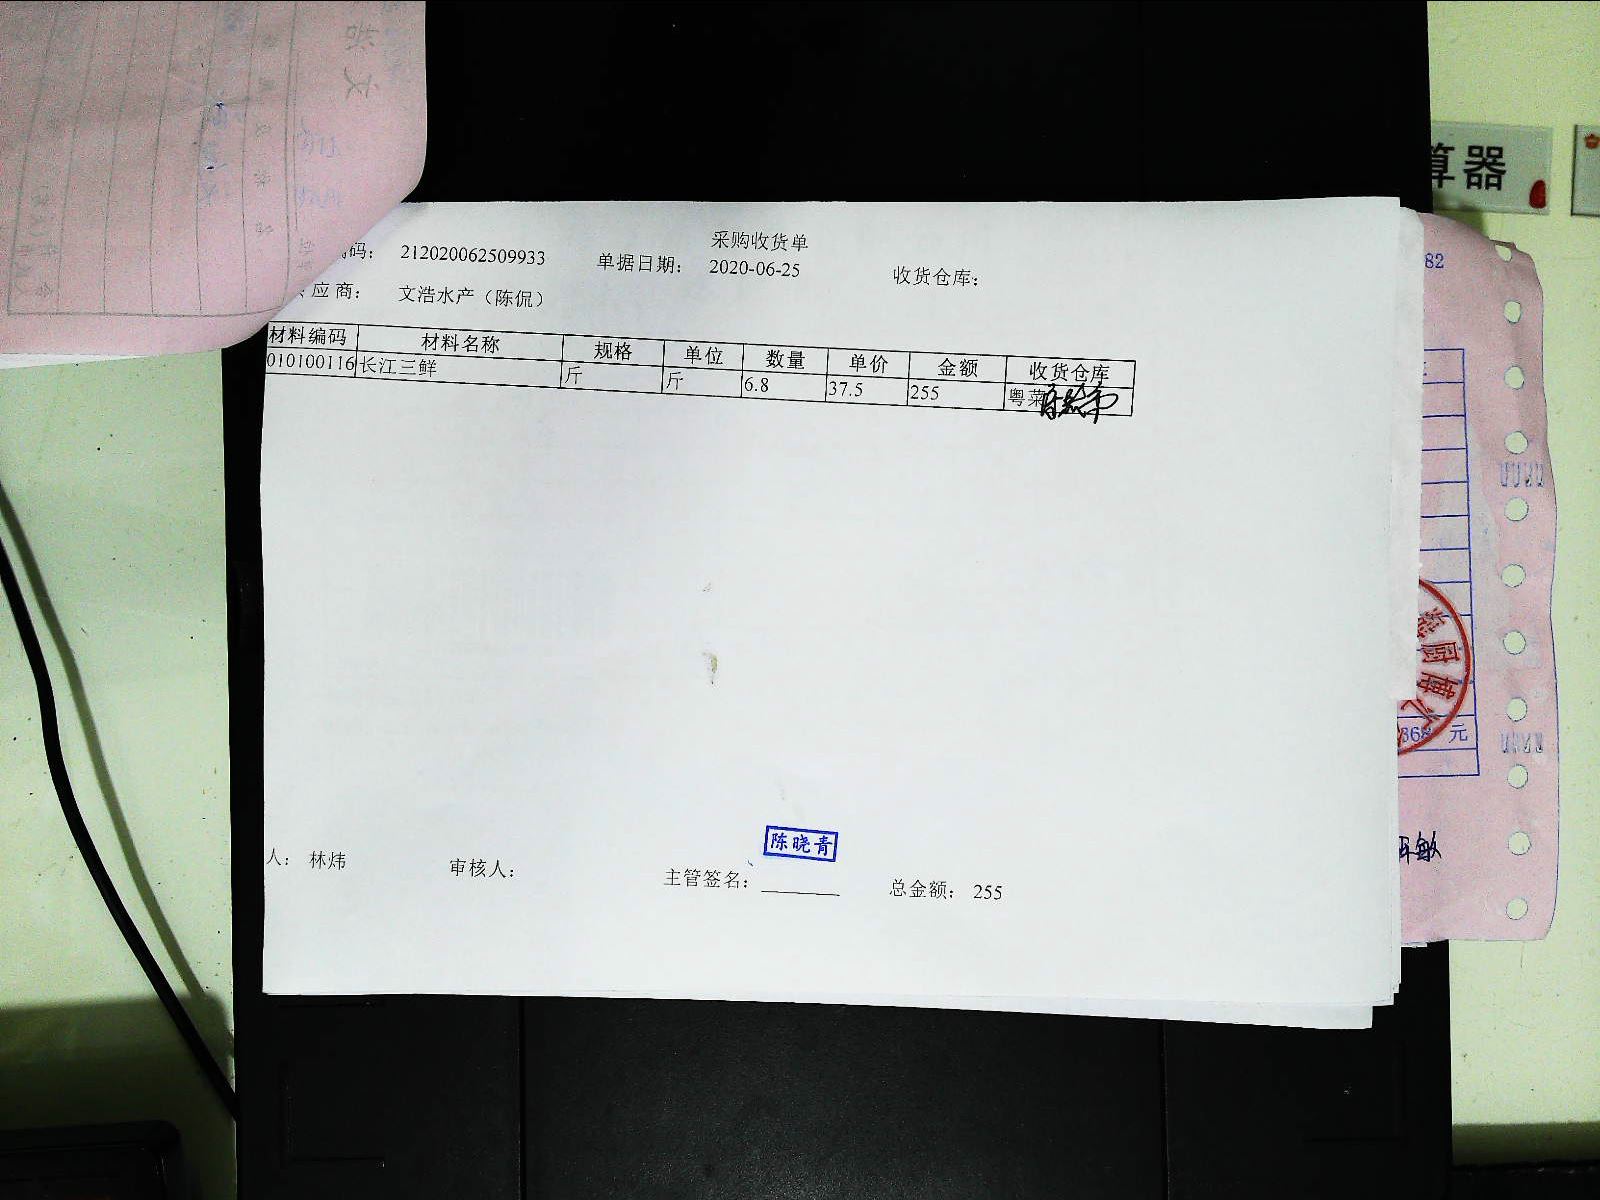 采购收货单
码: 212020062509933 单据日期: 2020-06-25 收货仓库:
应商: 文浩水产（陈侃）
材料编码 材料名称 规格 单位 数量 单价 金额 收货仓库
010100116 长江三鲜 斤 斤 6.8 37.5 255 粤菜
陈晓青
人: 林炜 审核人: 主管签名: ________ 总金额: 255
算器
82
元